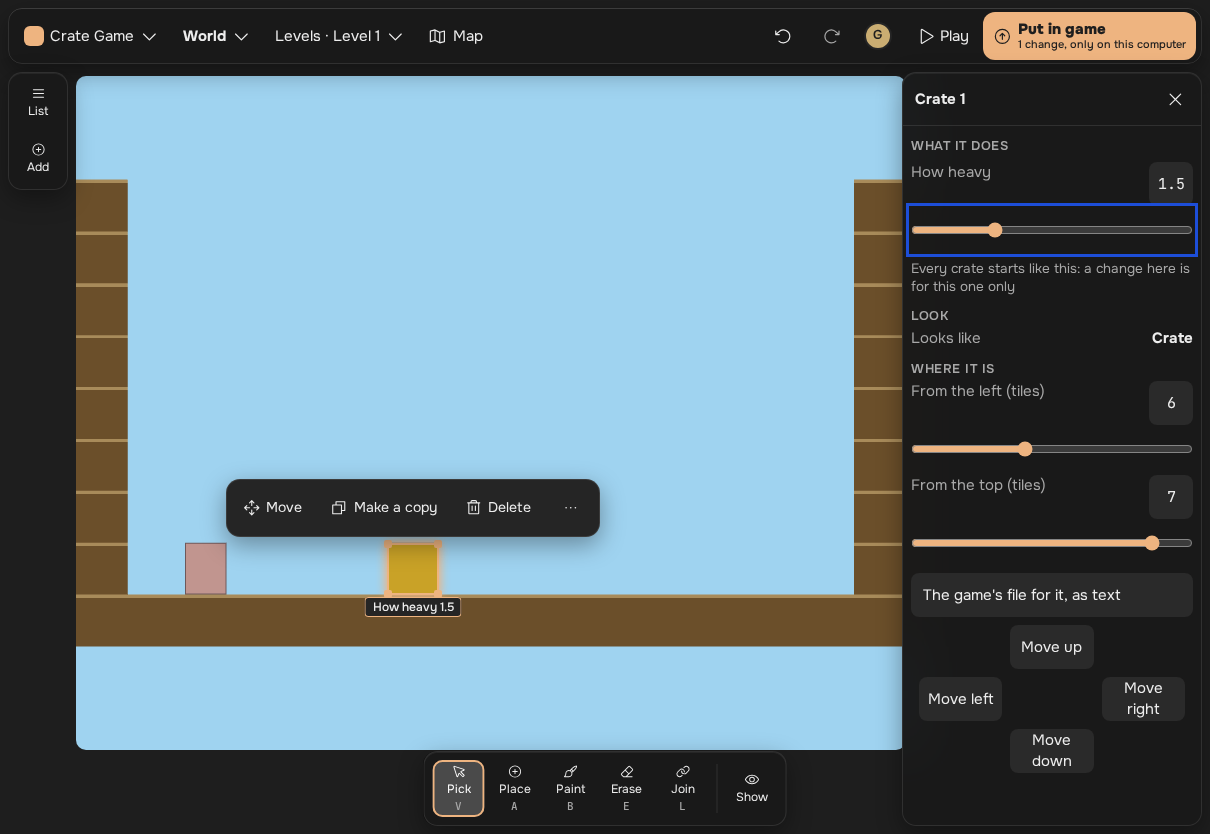 Crate Game
World
Levels · Level 1
Map
G
Play
Put in game
1 change, only on this computer
List
Add
Crate 1
WHAT IT DOES
How heavy
1.5
Every crate starts like this: a change here is
for this one only
LOOK
Looks like
Crate
WHERE IT IS
From the left (tiles)
6
From the top (tiles)
7
The game's file for it, as text
Move up
Move left
Move
right
Move
down
Move
Make a copy
Delete
...
How heavy 1.5
Pick
V
Place
A
Paint
B
Erase
E
Join
L
Show